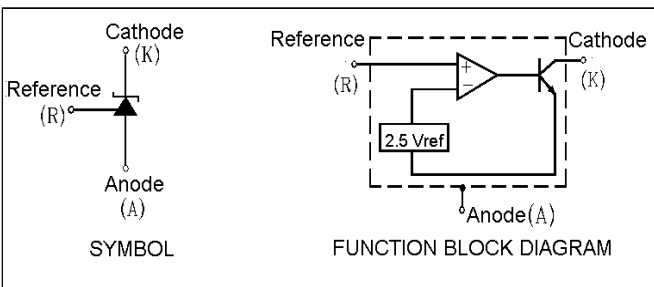 Cathode
(K)
Reference
(R)
Anode
(A)
SYMBOL
Reference
(R)
+
−
2.5 Vref
Cathode
(K)
Anode(A)
FUNCTION BLOCK DIAGRAM